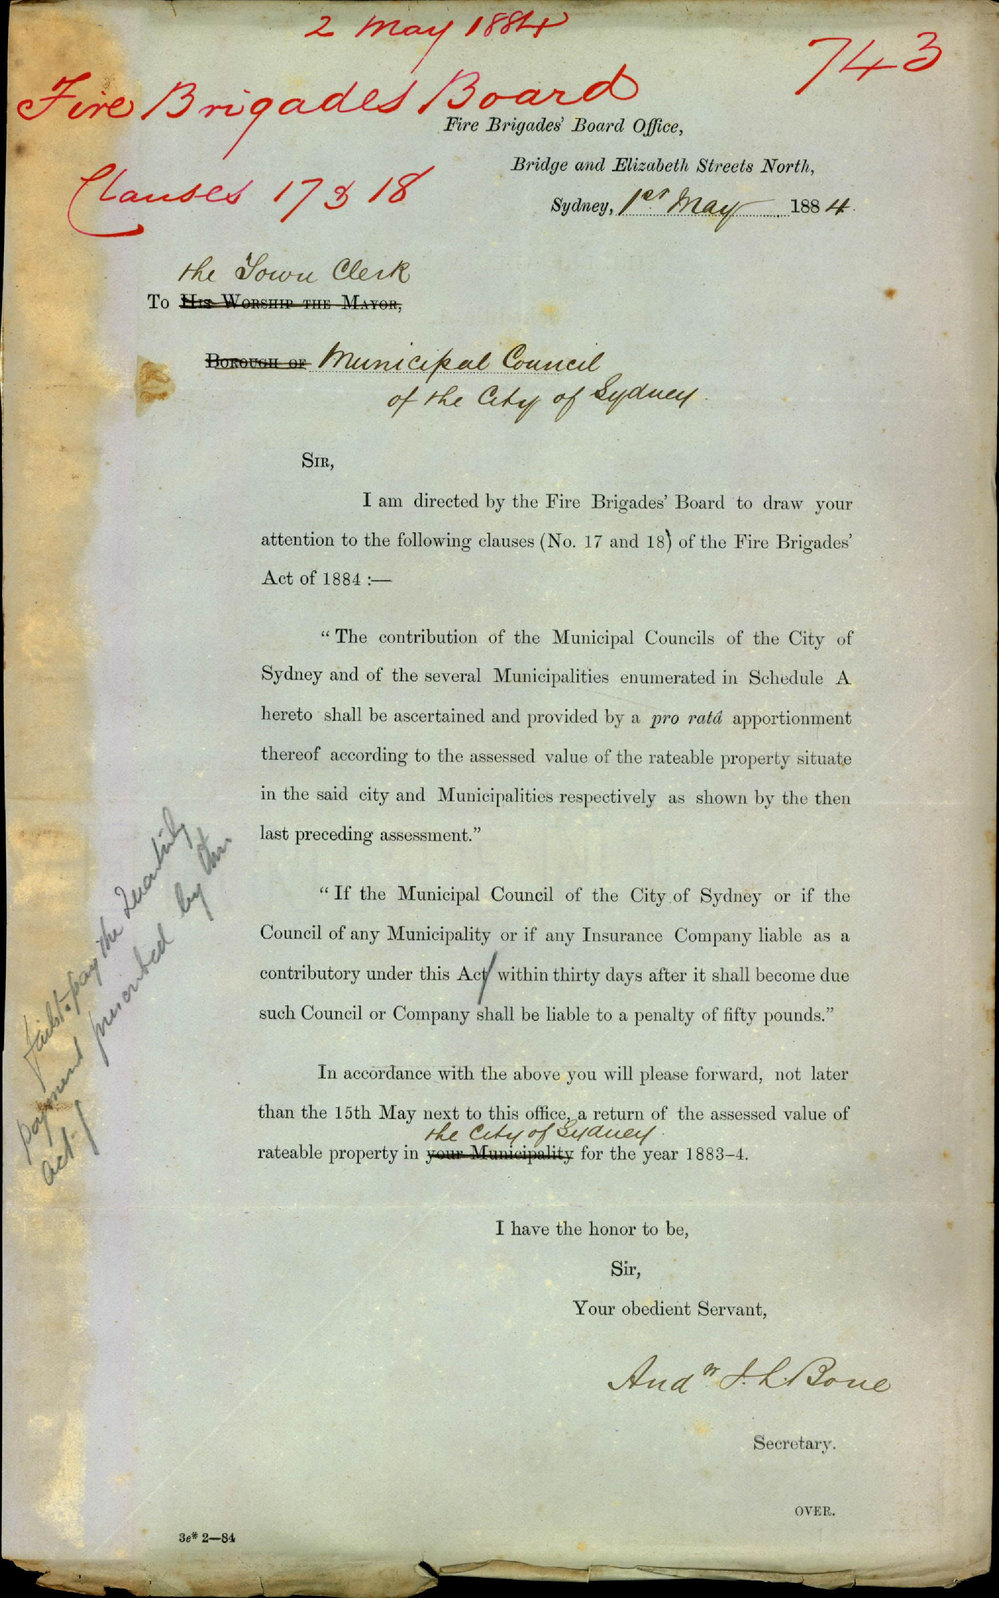 2 May 1884
743
Fire Brigades Board
Fire Brigades' Board Office,
Bridge and Elizabeth Streets North,
Clauses 17 & 18
Sydney, 1st May 1884.
the Town Clerk
To His Worship the Mayor,
Borough of Municipal Council
of the City of Sydney.
Sir,
I am directed by the Fire Brigades' Board to draw your
attention to the following clauses (No. 17 and 18) of the Fire Brigades'
Act of 1884 :—
“The contribution of the Municipal Councils of the City of
Sydney and of the several Municipalities enumerated in Schedule A
hereto shall be ascertained and provided by a pro ratâ apportionment
thereof according to the assessed value of the rateable property situate
in the said city and Municipalities respectively as shown by the then
last preceding assessment.”
“If the Municipal Council of the City of Sydney or if the
Council of any Municipality or if any Insurance Company liable as a
contributory under this Act/ within thirty days after it shall become due
such Council or Company shall be liable to a penalty of fifty pounds.”
fails to pay the Quarterly
payment prescribed by this
act /
In accordance with the above you will please forward, not later
than the 15th May next to this office, a return of the assessed value of
the City of Sydney.
rateable property in your Municipality for the year 1883-4.
I have the honor to be,
Sir,
Your obedient Servant,
Andw J. L. Bone
Secretary.
OVER.
3e* 2—84